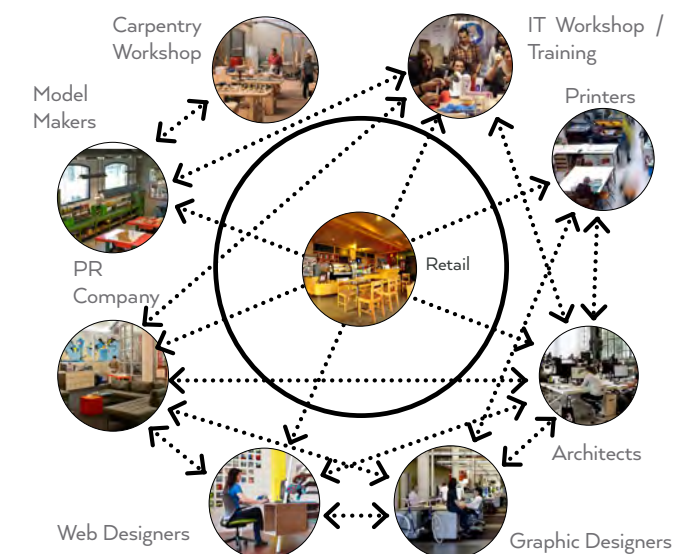 Carpentry
Workshop
IT Workshop /
Training
Model
Makers
Printers
Retail
PR
Company
Architects
Web Designers
Graphic Designers